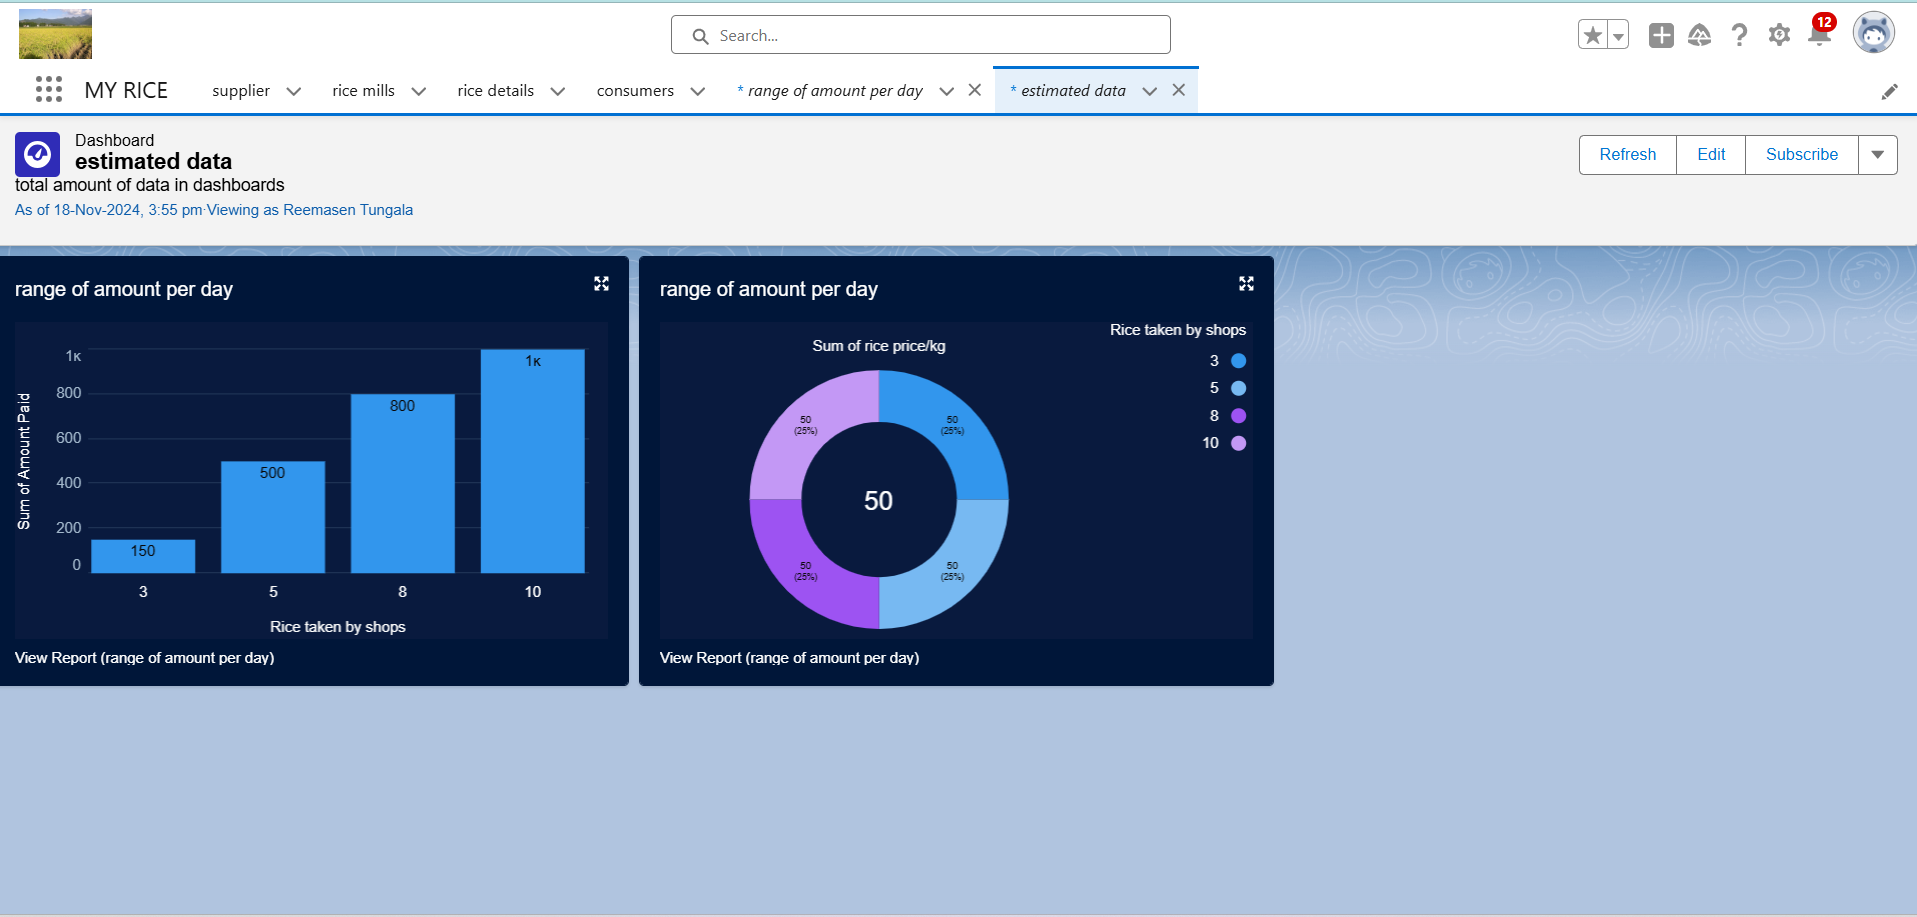 Search...
12
MY RICE
supplier
rice mills
rice details
consumers
* range of amount per day
* estimated data
Dashboard
estimated data
total amount of data in dashboards
As of 18-Nov-2024, 3:55 pm·Viewing as Reemasen Tungala
Refresh
Edit
Subscribe
range of amount per day
Sum of Amount Paid
1K
800
600
400
200
0
150
500
800
1K
3
5
8
10
Rice taken by shops
View Report (range of amount per day)
range of amount per day
Sum of rice price/kg
Rice taken by shops
3
5
8
10
50
(25%)
50
(25%)
50
50
(25%)
50
(25%)
View Report (range of amount per day)